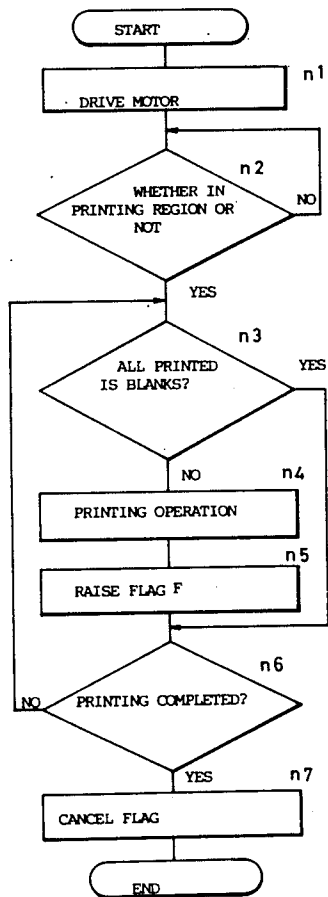 START
n1
DRIVE MOTOR
n2
WHETHER IN
PRINTING REGION OR
NOT
NO
YES
n3
ALL PRINTED
IS BLANKS?
YES
NO
n4
PRINTING OPERATION
n5
RAISE FLAG F
n6
PRINTING COMPLETED?
NO
YES
n7
CANCEL FLAG
END